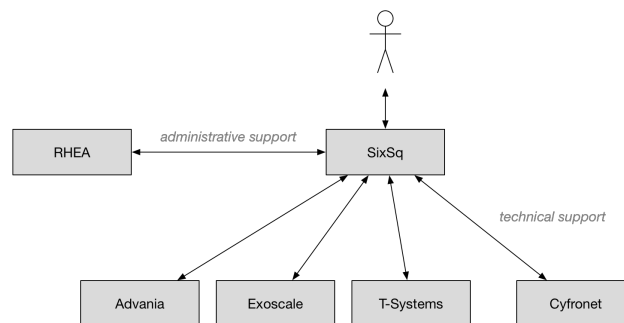 administrative support
RHEA
SixSq
technical support
Advania
Exoscale
T-Systems
Cyfronet